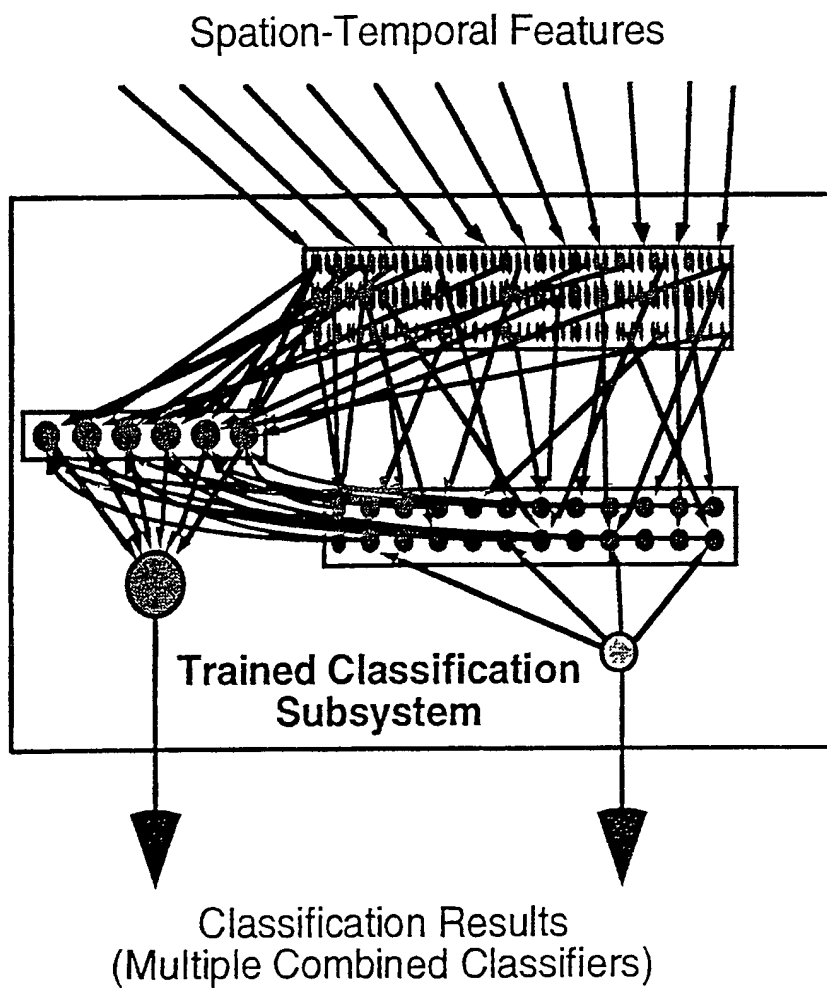 Spation-Temporal Features
Trained Classification
Subsystem
Classification Results
(Multiple Combined Classifiers)